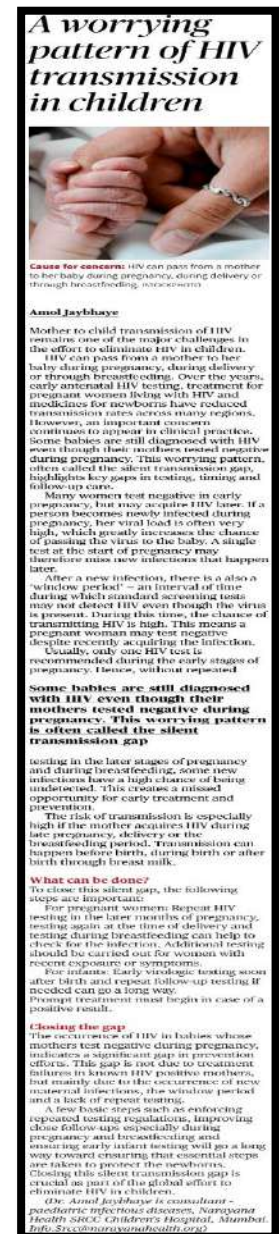 A worrying
pattern of HIV
transmission
in children
Cause for concern: HIV can pass from a mother
to her baby during pregnancy, during delivery or
through breastfeeding. ISTOCKPHOTO
Amol Jaybhaye
Mother to child transmission of HIV
remains one of the major challenges in
the effort to eliminate HIV in children.
HIV can pass from a mother to her
baby during pregnancy, during delivery
or through breastfeeding. Over the years,
early antenatal HIV testing, treatment for
pregnant women living with HIV and
medicines for newborns have reduced
transmission rates across many regions.
However, an important concern
continues to appear in clinical practice.
Some babies are still diagnosed with HIV
even though their mothers tested negative
during pregnancy. This worrying pattern,
often called the silent transmission gap,
highlights key gaps in testing, timing and
follow-up care.
Many women test negative in early
pregnancy, but may acquire HIV later. If a
person becomes newly infected during
pregnancy, her viral load is often very
high, which greatly increases the chance
of passing the virus to the baby. A single
test at the start of pregnancy may
therefore miss new infections that happen
later.
After a new infection, there is a also a
‘window period’ – an interval of time
during which standard screening tests
may not detect HIV even though the virus
is present. During this time, the chance of
transmitting HIV is high. This means a
pregnant woman may test negative
despite recently acquiring the infection.
Usually, only one HIV test is
recommended during the early stages of
pregnancy. Hence, without repeated
Some babies are still diagnosed
with HIV even though their
mothers tested negative during
pregnancy. This worrying pattern
is often called the silent
transmission gap
testing in the later stages of pregnancy
and during breastfeeding, some new
infections have a high chance of being
undetected. This creates a missed
opportunity for early treatment and
prevention.
The risk of transmission is especially
high if the mother acquires HIV during
late pregnancy, delivery or the
breastfeeding period. Transmission can
happen before birth, during birth or after
birth through breast milk.
What can be done?
To close this silent gap, the following
steps are important:
For pregnant women: Repeat HIV
testing in the later months of pregnancy,
testing again at the time of delivery and
testing during breastfeeding can help to
check for the infection. Additional testing
should be carried out for women with
recent exposure or symptoms.
For infants: Early virologic testing soon
after birth and repeat follow-up testing if
needed can go a long way.
Prompt treatment must begin in case of a
positive result.
Closing the gap
The occurrence of HIV in babies whose
mothers test negative during pregnancy,
indicates a significant gap in prevention
efforts. This gap is not due to treatment
failures in known HIV positive mothers,
but mainly due to the occurrence of new
maternal infections, the window period
and a lack of repeat testing.
A few basic steps such as enforcing
repeated testing regulations, improving
close follow-ups especially during
pregnancy and breastfeeding and
ensuring early infant testing will go a long
way toward ensuring that essential steps
are taken to protect the newborns.
Closing this silent transmission gap is
crucial as part of the global effort to
eliminate HIV in children.
(Dr. Amol Jaybhaye is consultant -
paediatric infectious diseases, Narayana
Health SRCC Children's Hospital, Mumbai.
Info.Srcc@narayanahealth.org)